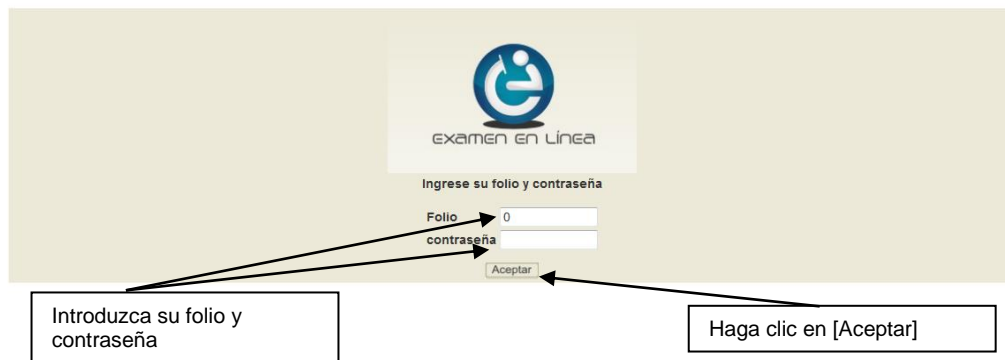 examen en Línea
Ingrese su folio y contraseña
Folio 0
contraseña
Aceptar
Introduzca su folio y
contraseña
Haga clic en [Aceptar]